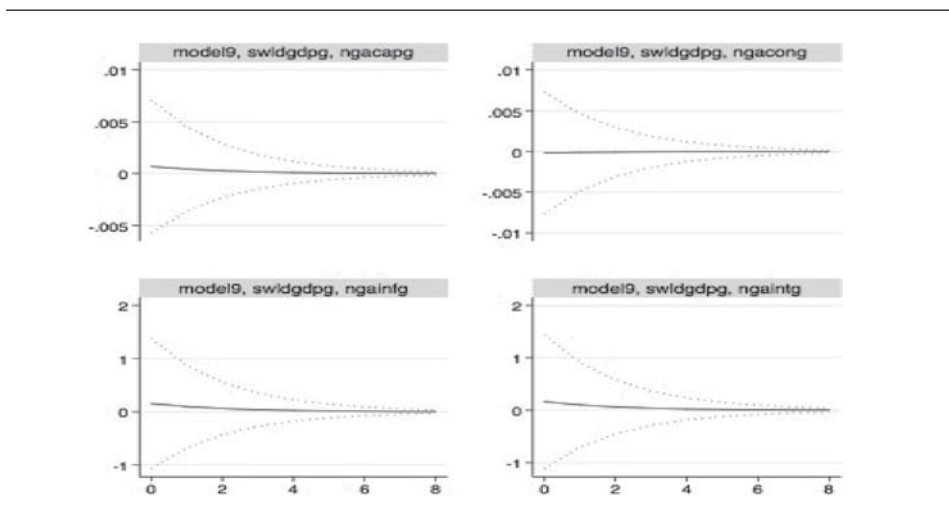 model9, swldgdpg, ngacapg
.01
.005
0
-.005
model9, swldgdpg, ngacong
.01
.005
0
-.005
-.01
model9, swldgdpg, ngainfg
2
1
0
-1
0 2 4 6 8
model9, swldgdpg, ngaintg
2
1
0
-1
0 2 4 6 8